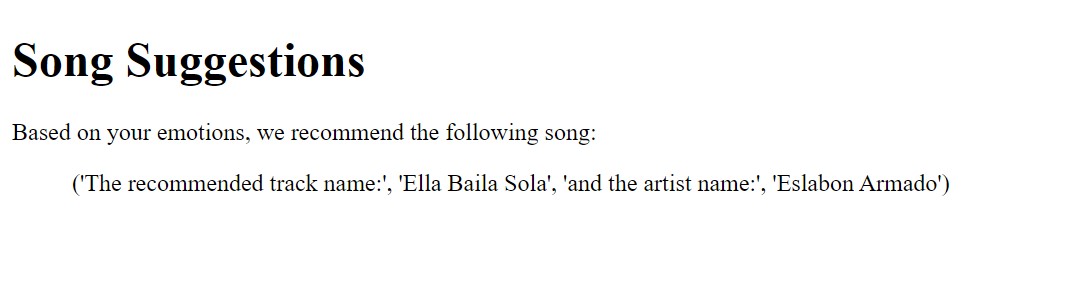 Song Suggestions
Based on your emotions, we recommend the following song:
('The recommended track name:', 'Ella Baila Sola', 'and the artist name:', 'Eslabon Armado')